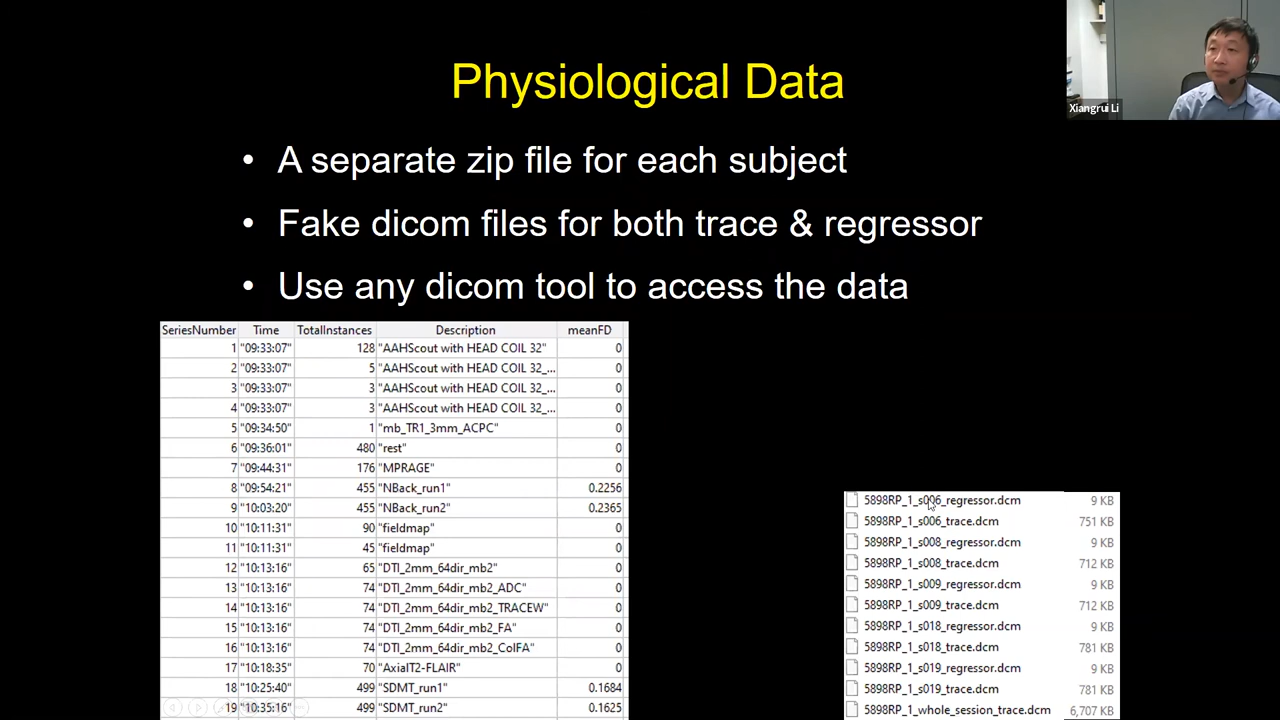 Physiological Data
Xiangrui Li
• A separate zip file for each subject
• Fake dicom files for both trace & regressor
• Use any dicom tool to access the data
SeriesNumber Time TotalInstances Description meanFD
1 "09:33:07" 128 "AAHScout with HEAD COIL 32" 0
2 "09:33:07" 5 "AAHScout with HEAD COIL 32_... 0
3 "09:33:07" 3 "AAHScout with HEAD COIL 32_... 0
4 "09:33:07" 3 "AAHScout with HEAD COIL 32_... 0
5 "09:34:50" 1 "mb_TR1_3mm_ACPC" 0
6 "09:36:01" 480 "rest" 0
7 "09:44:31" 176 "MPRAGE" 0
8 "09:54:21" 455 "NBack_run1" 0.2256
9 "10:03:20" 455 "NBack_run2" 0.2365
10 "10:11:31" 90 "fieldmap" 0
11 "10:11:31" 45 "fieldmap" 0
12 "10:13:16" 65 "DTI_2mm_64dir_mb2" 0
13 "10:13:16" 74 "DTI_2mm_64dir_mb2_ADC" 0
14 "10:13:16" 74 "DTI_2mm_64dir_mb2_TRACEW" 0
15 "10:13:16" 74 "DTI_2mm_64dir_mb2_FA" 0
16 "10:13:16" 74 "DTI_2mm_64dir_mb2_ColFA" 0
17 "10:18:35" 70 "AxialT2-FLAIR" 0
18 "10:25:40" 499 "SDMT_run1" 0.1684
19 "10:35:16" 499 "SDMT_run2" 0.1625
5898RP_1_s006_regressor.dcm 9 KB
5898RP_1_s006_trace.dcm 751 KB
5898RP_1_s008_regressor.dcm 9 KB
5898RP_1_s008_trace.dcm 712 KB
5898RP_1_s009_regressor.dcm 9 KB
5898RP_1_s009_trace.dcm 712 KB
5898RP_1_s018_regressor.dcm 9 KB
5898RP_1_s018_trace.dcm 781 KB
5898RP_1_s019_regressor.dcm 9 KB
5898RP_1_s019_trace.dcm 781 KB
5898RP_1_whole_session_trace.dcm 6,707 KB